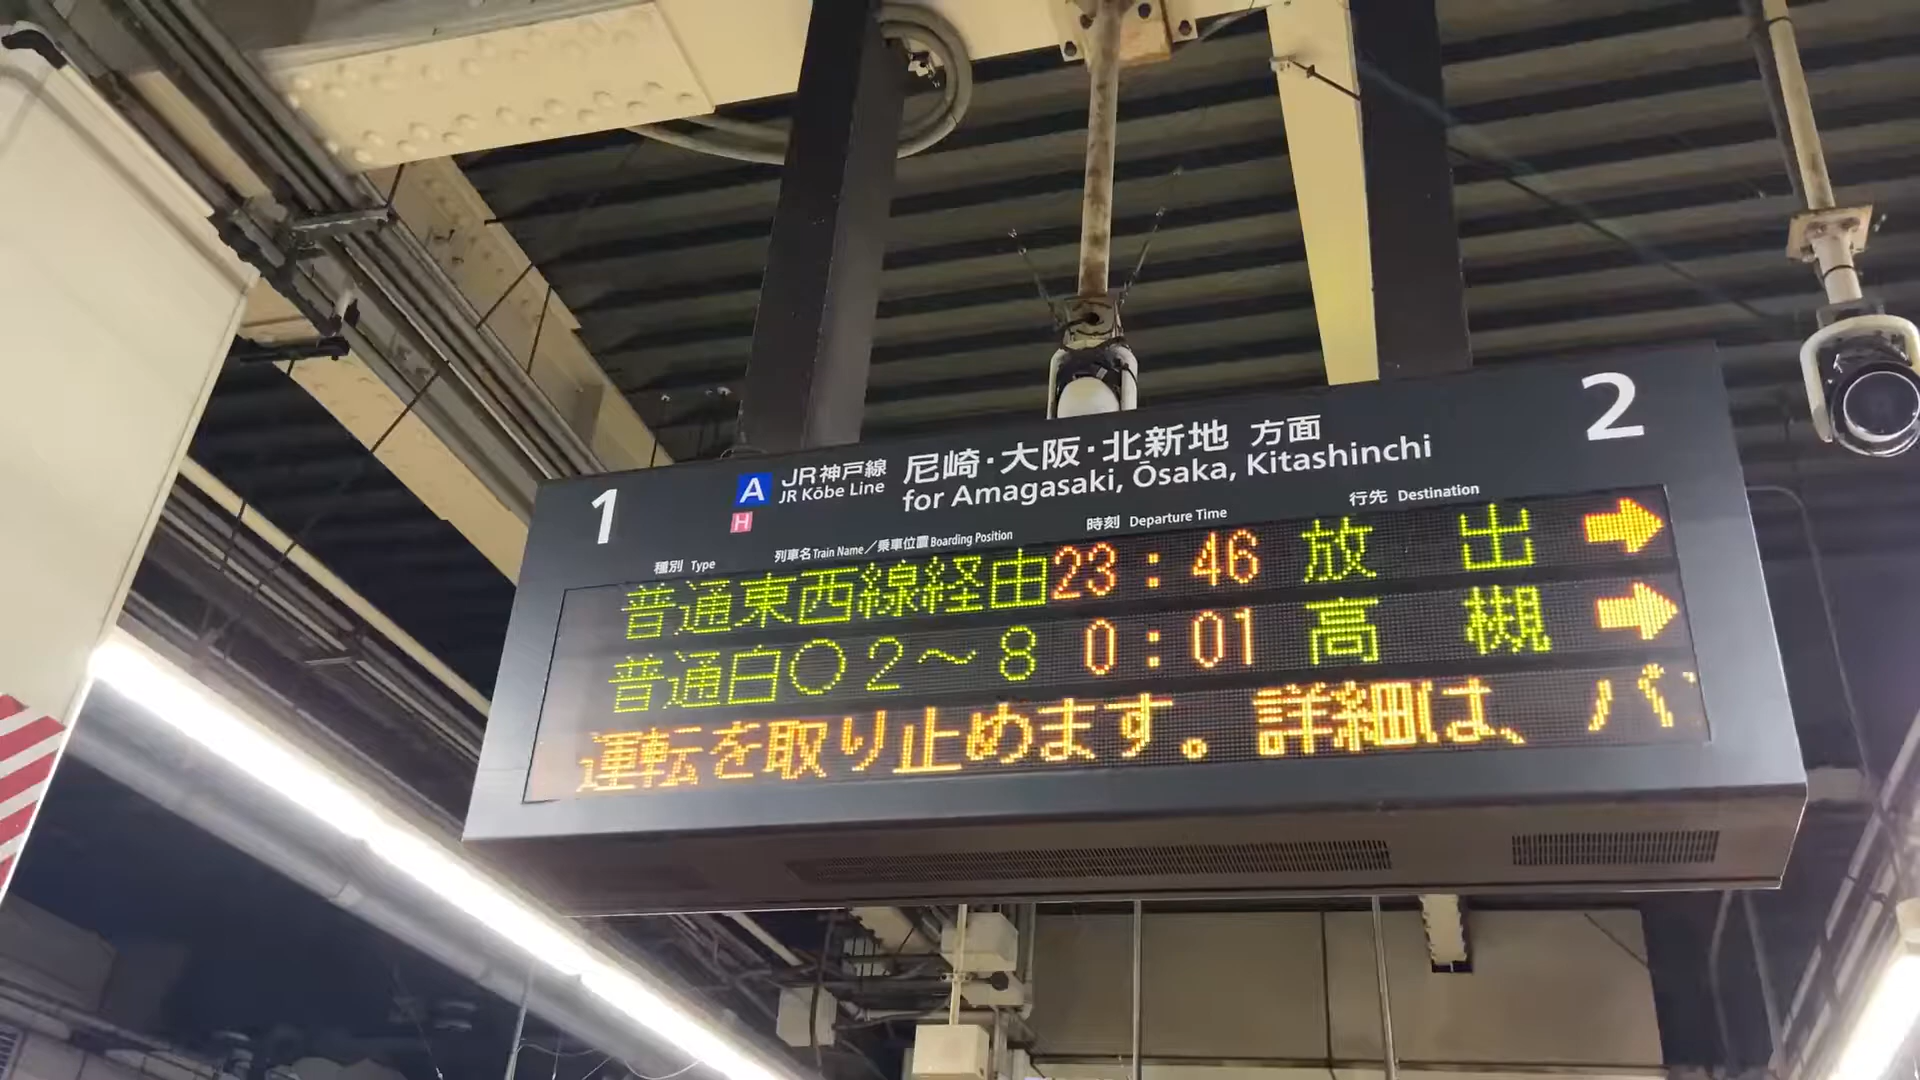 1
2
A JR神戸線 尼崎・大阪・北新地 方面
H JR Kōbe Line for Amagasaki, Ōsaka, Kitashinchi
種別 Type 列車名 Train Name／乗車位置 Boarding Position 時刻 Departure Time 行先 Destination
普通東西線経由 23:46 放出
普通白○2～8 0:01 高槻
運転を取り止めます。詳細は、パ